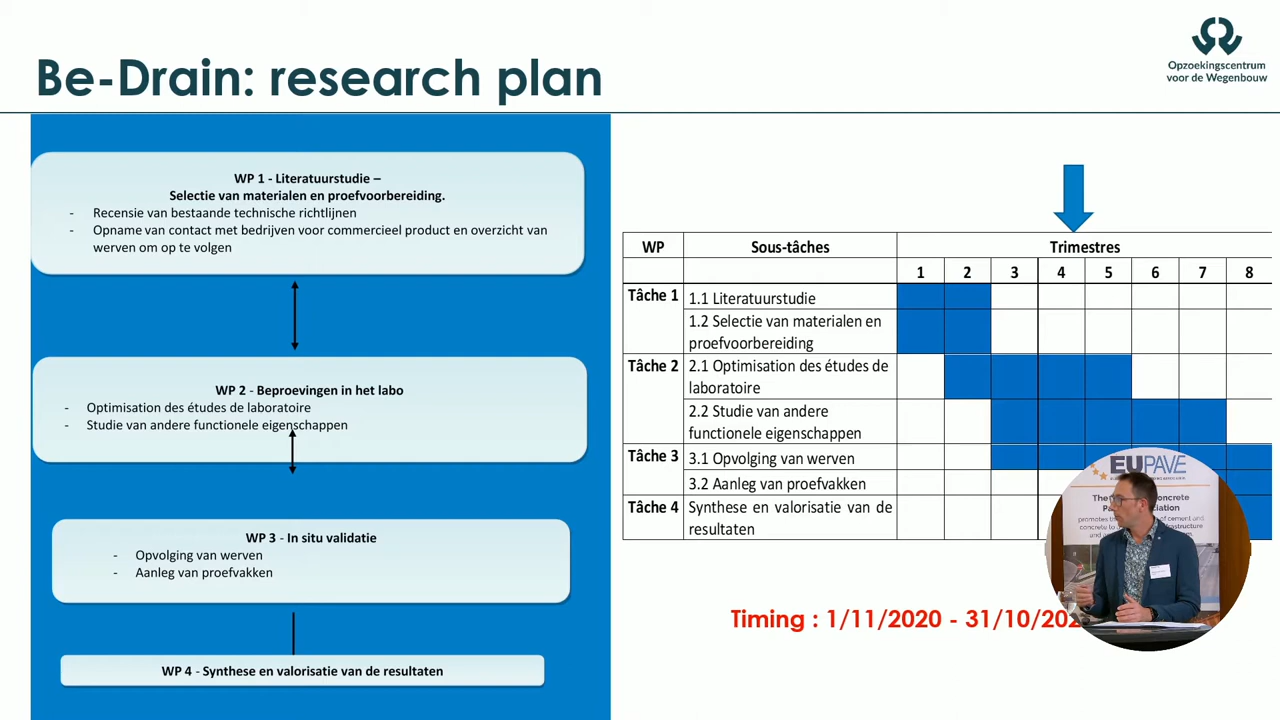 Be-Drain: research plan
Opzoekingscentrum
voor de Wegenbouw
WP 1 - Literatuurstudie –
Selectie van materialen en proefvoorbereiding.
- Recensie van bestaande technische richtlijnen
- Opname van contact met bedrijven voor commercieel product en overzicht van
werven om op te volgen
WP 2 - Beproevingen in het labo
- Optimisation des études de laboratoire
- Studie van andere functionele eigenschappen
WP 3 - In situ validatie
- Opvolging van werven
- Aanleg van proefvakken
WP 4 - Synthese en valorisatie van de resultaten
WP Sous-tâches Trimestres
1 2 3 4 5 6 7 8
Tâche 1 1.1 Literatuurstudie
1.2 Selectie van materialen en
proefvoorbereiding
Tâche 2 2.1 Optimisation des études de
laboratoire
2.2 Studie van andere
functionele eigenschappen
Tâche 3 3.1 Opvolging van werven
3.2 Aanleg van proefvakken
Tâche 4 Synthese en valorisatie van de
resultaten
Timing : 1/11/2020 - 31/10/202
EUPAVE